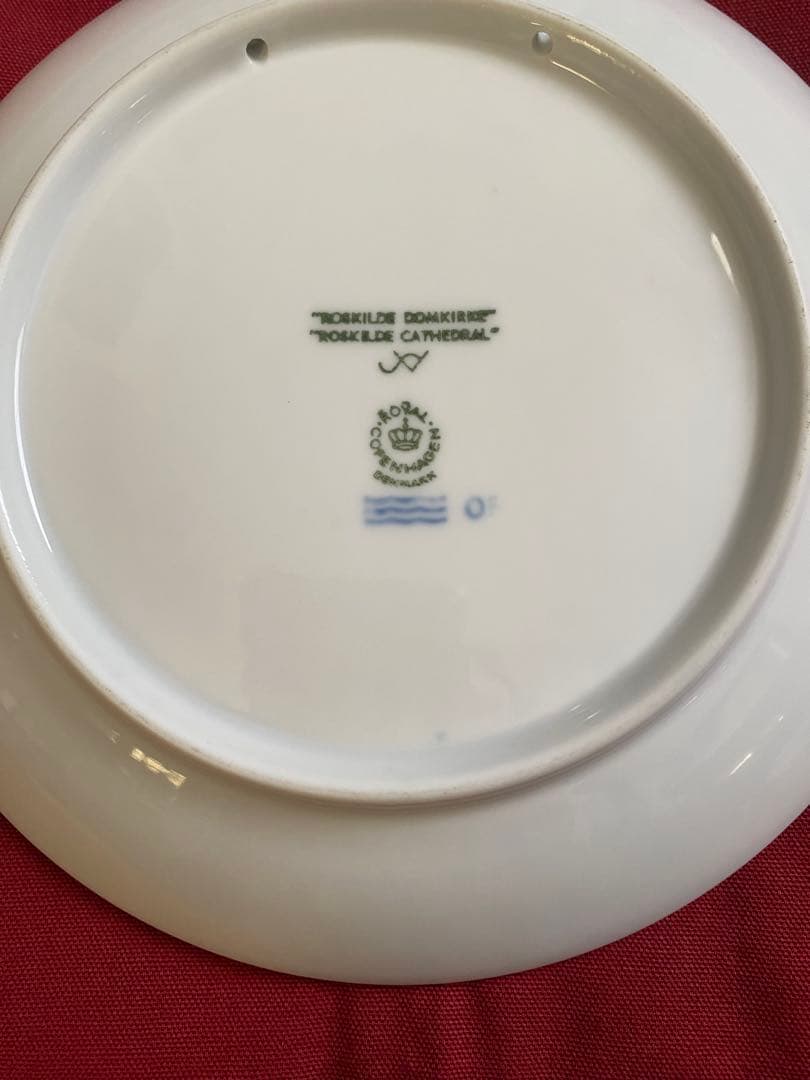 "ROSKILDE DOMKIRKE"
"ROSKILDE CATHEDRAL"
ROYAL
COPENHAGEN
DENMARK